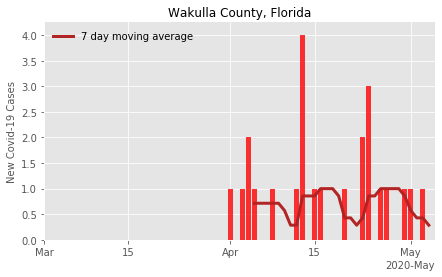 Wakulla County, Florida
7 day moving average
New Covid-19 Cases
4.0
3.5
3.0
2.5
2.0
1.5
1.0
0.5
0.0
Mar
15
Apr
15
May
2020-May